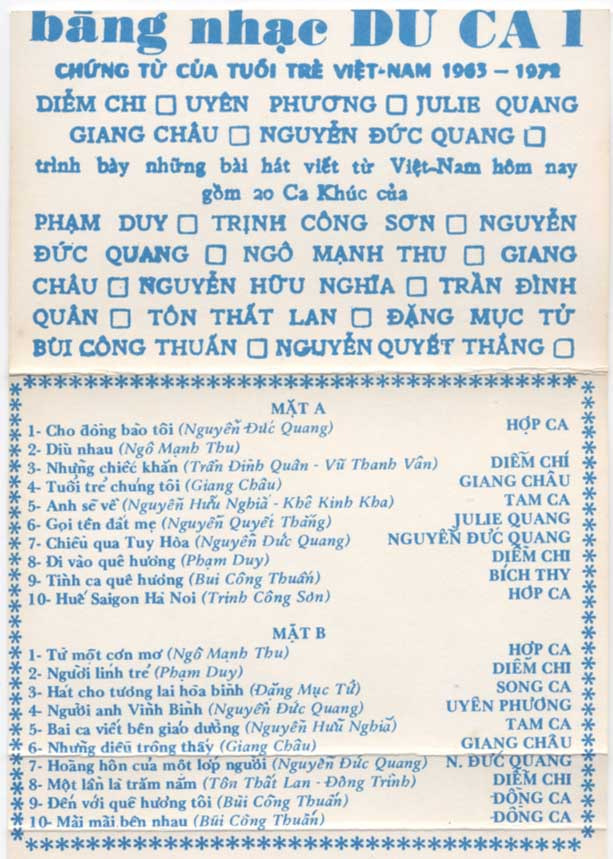 băng nhạc DU CA 1
CHỨNG TỪ CỦA TUỔI TRẺ VIỆT-NAM 1963 – 1972
DIỄM CHI □ UYÊN PHƯƠNG □ JULIE QUANG
GIANG CHÂU □ NGUYỄN ĐỨC QUANG □
trình bày những bài hát viết từ Việt-Nam hôm nay
gồm 20 Ca Khúc của
PHẠM DUY □ TRỊNH CÔNG SƠN □ NGUYỄN
ĐỨC QUANG □ NGÔ MẠNH THU □ GIANG
CHÂU □ NGUYỄN HỮU NGHĨA □ TRẦN ĐÌNH
QUÂN □ TÔN THẤT LAN □ ĐẶNG MỤC TỬ
BÙI CÔNG THUẤN □ NGUYỄN QUYẾT THẮNG □
MẶT A
1- Cho đồng bào tôi (Nguyễn Đức Quang) HỢP CA
2- Dìu nhau (Ngô Mạnh Thu)
3- Những chiếc khăn (Trần Đình Quân - Vũ Thanh Vân) DIỄM CHÍ
4- Tuổi trẻ chúng tôi (Giang Châu) GIANG CHÂU
5- Anh sẽ về (Nguyễn Hữu Nghiã - Khê Kinh Kha) TAM CA
6- Gọi tên đất mẹ (Nguyễn Quyết Thắng) JULIE QUANG
7- Chiều qua Tuy Hòa (Nguyễn Đức Quang) NGUYỄN ĐỨC QUANG
8- Đi vào quê hương (Phạm Duy) DIỄM CHI
9- Tình ca quê hương (Bui Công Thuấn) BÍCH THY
10- Huế Saigon Hà Noi (Trinh Công Sơn) HỢP CA
MẶT B
1- Từ một cơn mơ (Ngô Mạnh Thu) HỢP CA
2- Người lính trẻ (Phạm Duy) DIỄM CHI
3- Hát cho tương lai hòa bình (Đặng Mục Tử) SONG CA
4- Người anh Vĩnh Bình (Nguyễn Đức Quang) UYÊN PHƯƠNG
5- Bai ca viết bên giáo đường (Nguyễn Hữu Nghiã) TAM CA
6- Những điều trông thấy (Giang Châu) GIANG CHÂU
7- Hoàng hôn của một lớp người (Nguyễn Đức Quang) N. ĐỨC QUANG
8- Một lần là trăm năm (Tôn Thất Lan - Đông Trình) DIỄM CHI
9- Đến với quê hương tôi (Bùi Công Thuấn) ĐỒNG CA
10- Mãi mãi bên nhau (Bùi Công Thuấn) ĐỒNG CA